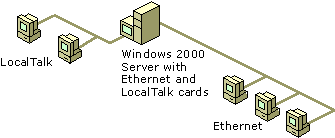 LocalTalk
Windows 2000
Server with
Ethernet and
LocalTalk cards
Ethernet